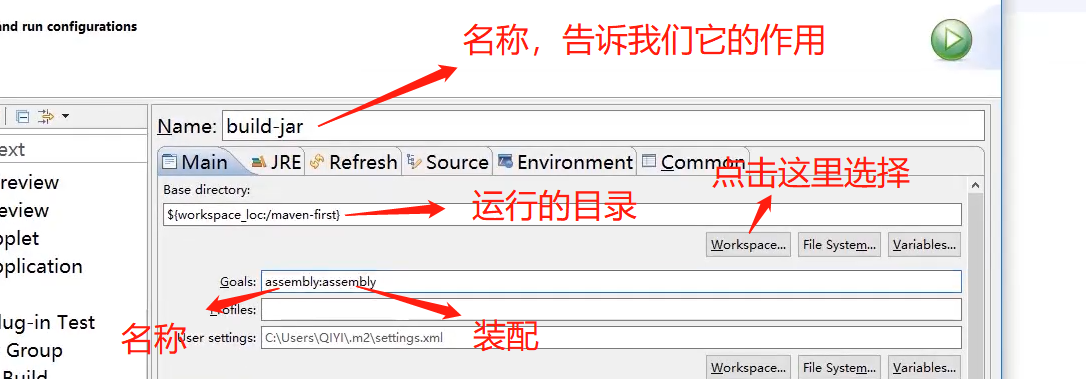 and run configurations
名称，告诉我们它的作用
Name: build-jar
ext
Main JRE Refresh Source Environment Common
点击这里选择
review
Base directory:
${workspace_loc:/maven-first}
运行的目录
eview
plet
Workspace... File System... Variables...
plication
Goals: assembly:assembly
Profiles:
名称
装配
lug-in Test
User settings: C:\Users\QIYI\.m2\settings.xml
Group
Workspace... File System... Variables...
Build